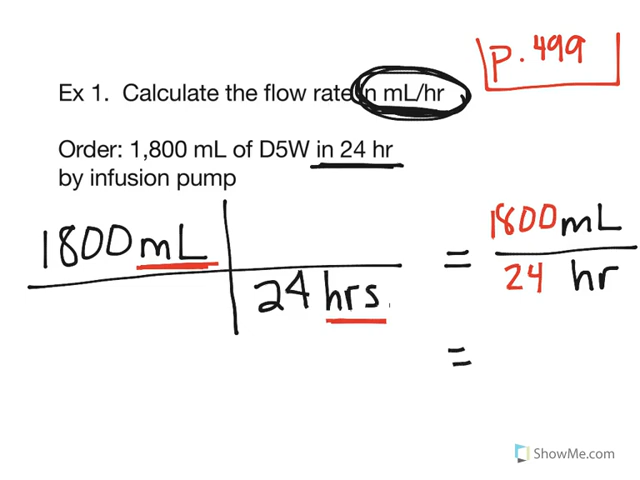 P. 499
Ex 1. Calculate the flow rate in mL/hr
Order: 1,800 mL of D5W in 24 hr
by infusion pump
1800 mL
24 hrs.
= 1800 mL
24 hr
=
ShowMe.com